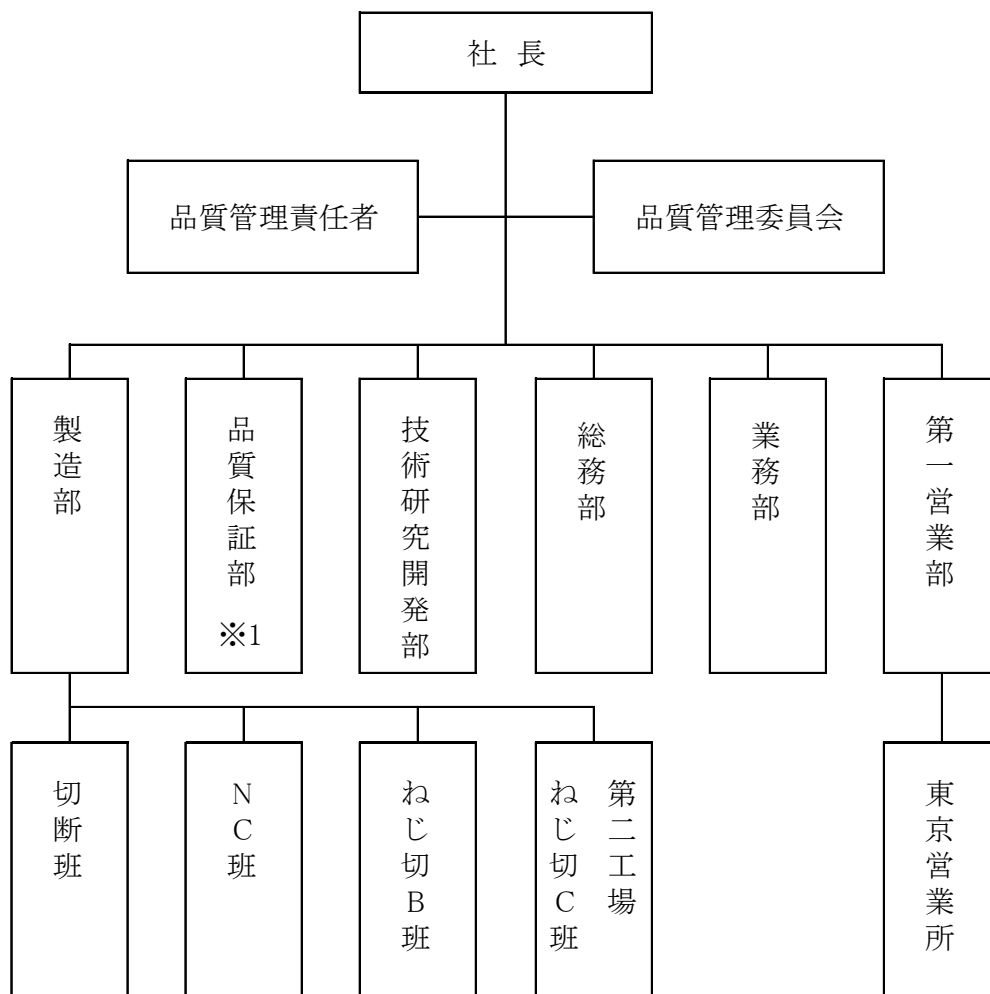 社 長
品質管理責任者
品質管理委員会
製造部
品質保証部
※1
技術研究開発部
総務部
業務部
第一営業部
切断班
NC班
ねじ切B班
第二工場
ねじ切C班
東京営業所